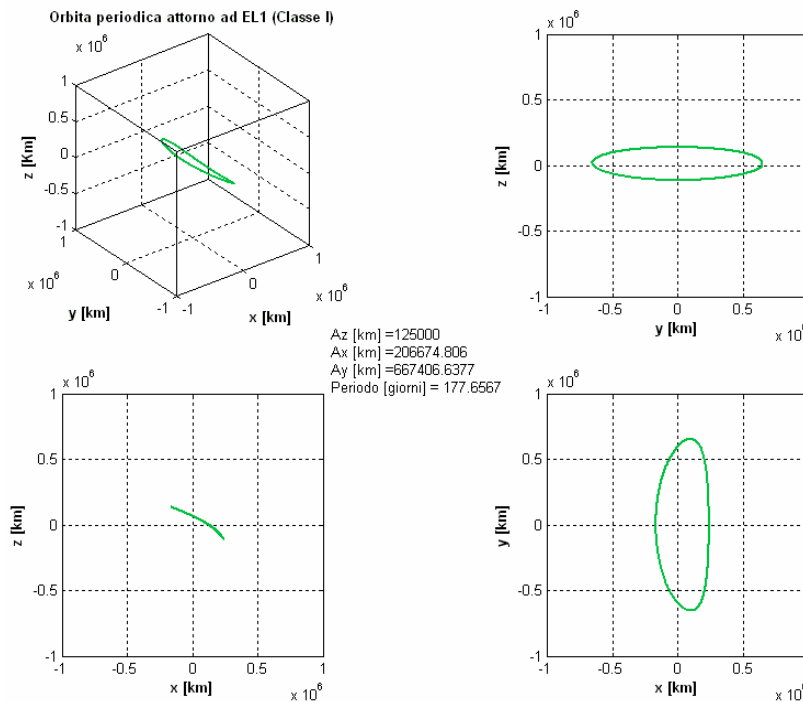 Orbita periodica attorno ad EL1 (Classe I)
x 10^6
1
0.5
0
-0.5
-1
z [Km]
1
0
-1
x 10^6
y [km]
-1
0
1
x 10^6
x [km]
x 10^6
1
0.5
0
-0.5
-1
z [km]
-1
-0.5
0
0.5
1
y [km]
x 10^6
Az [km] =125000
Ax [km] =206674.806
Ay [km] =667406.6377
Periodo [giorni] = 177.6567
x 10^6
1
0.5
0
-0.5
-1
z [km]
-1
-0.5
0
0.5
1
x [km]
x 10^6
x 10^6
1
0.5
0
-0.5
-1
y [km]
-1
-0.5
0
0.5
x [km]